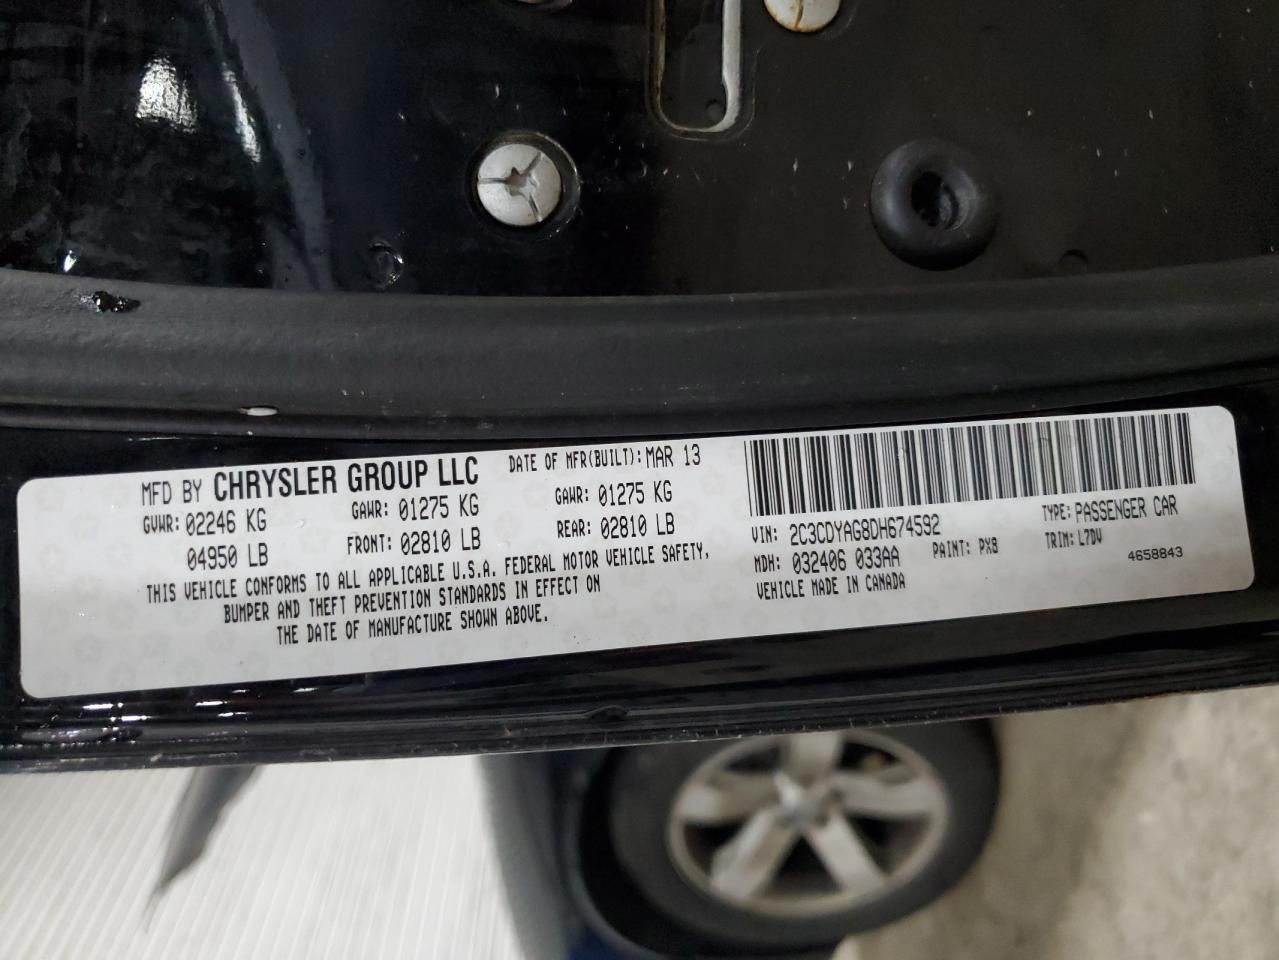 MFD BY CHRYSLER GROUP LLC DATE OF MFR(BUILT): MAR 13
GVWR: 02246 KG GAWR: 01275 KG GAWR: 01275 KG
04950 LB FRONT: 02810 LB REAR: 02810 LB
THIS VEHICLE CONFORMS TO ALL APPLICABLE U.S.A. FEDERAL MOTOR VEHICLE SAFETY,
BUMPER AND THEFT PREVENTION STANDARDS IN EFFECT ON
THE DATE OF MANUFACTURE SHOWN ABOVE.
VIN: 2C3CDYAG8DH674592 TYPE: PASSENGER CAR
MDH: 032406 033AA PAINT: PX8 TRIM: L7DV
VEHICLE MADE IN CANADA 4658843